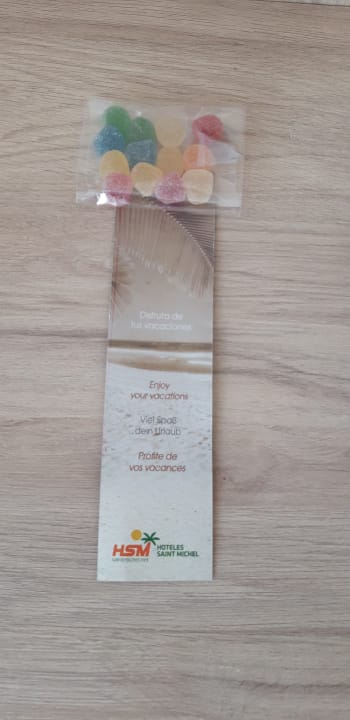 Disfruta de
tus vacaciones
Enjoy
your vacations
Viel Spaß
dein Urlaub
Profite de
vos vacances
HSM
HOTELES
SAINT MICHEL